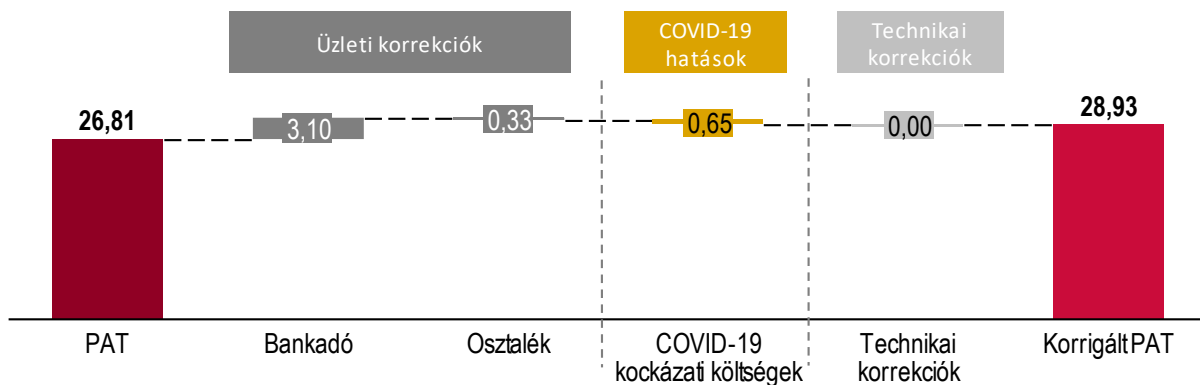 Üzleti korrekciók
COVID-19
hatások
Technikai
korrekciók
26,81
3,10
0,33
0,65
0,00
28,93
PAT
Bankadó
Osztalék
COVID-19
kockázati költségek
Technikai
korrekciók
Korrigált PAT